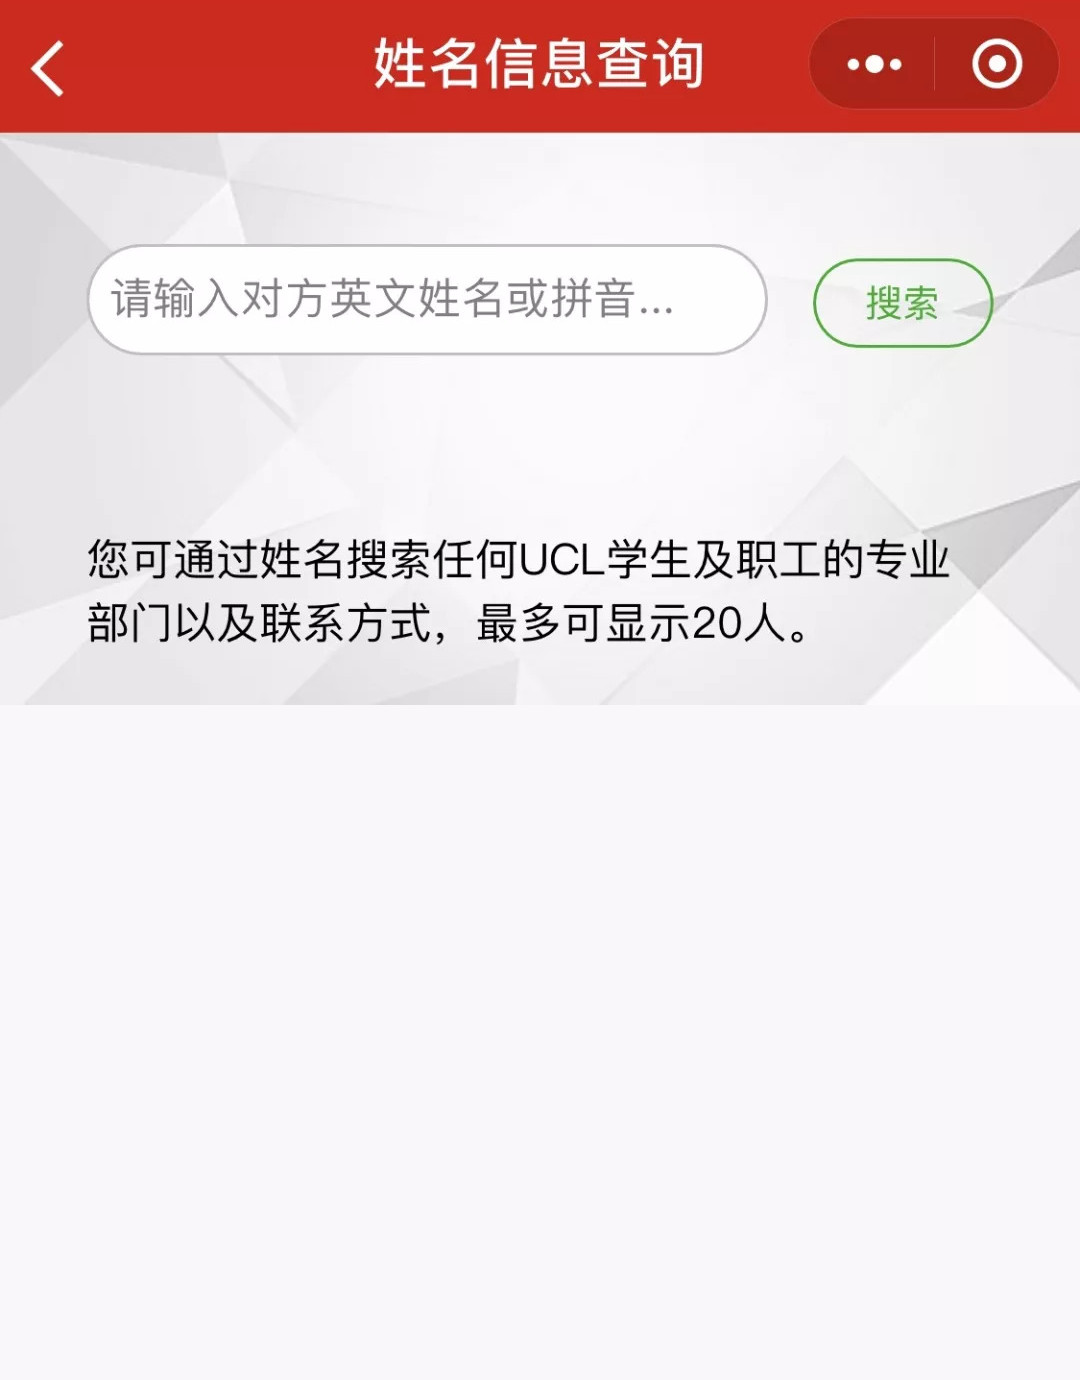 姓名信息查询
请输入对方英文姓名或拼音...
搜索
您可通过姓名搜索任何UCL学生及职工的专业
部门以及联系方式，最多可显示20人。